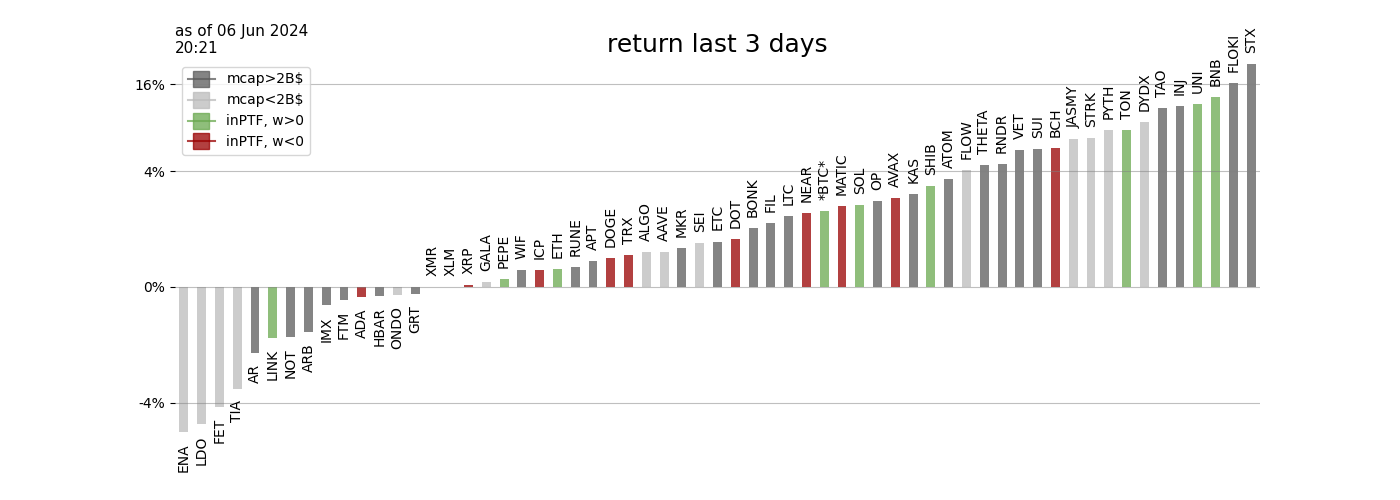 as of 06 Jun 2024
20:21
return last 3 days
mcap>2B$
mcap<2B$
inPTF, w>0
inPTF, w<0
16%
4%
0%
-4%
ENA
LDO
FET
TIA
AR
LINK
NOT
ARB
IMX
FTM
ADA
HBAR
ONDO
GRT
XMR
XLM
XRP
GALA
PEPE
WIF
ICP
ETH
RUNE
APT
DOGE
TRX
ALGO
AAVE
MKR
SEI
ETC
DOT
BONK
FIL
LTC
NEAR
*BTC*
MATIC
SOL
OP
AVAX
KAS
SHIB
ATOM
FLOW
THETA
RNDR
VET
SUI
BCH
JASMY
STRK
PYTH
TON
DYDX
TAO
INJ
UNI
BNB
FLOKI
STX